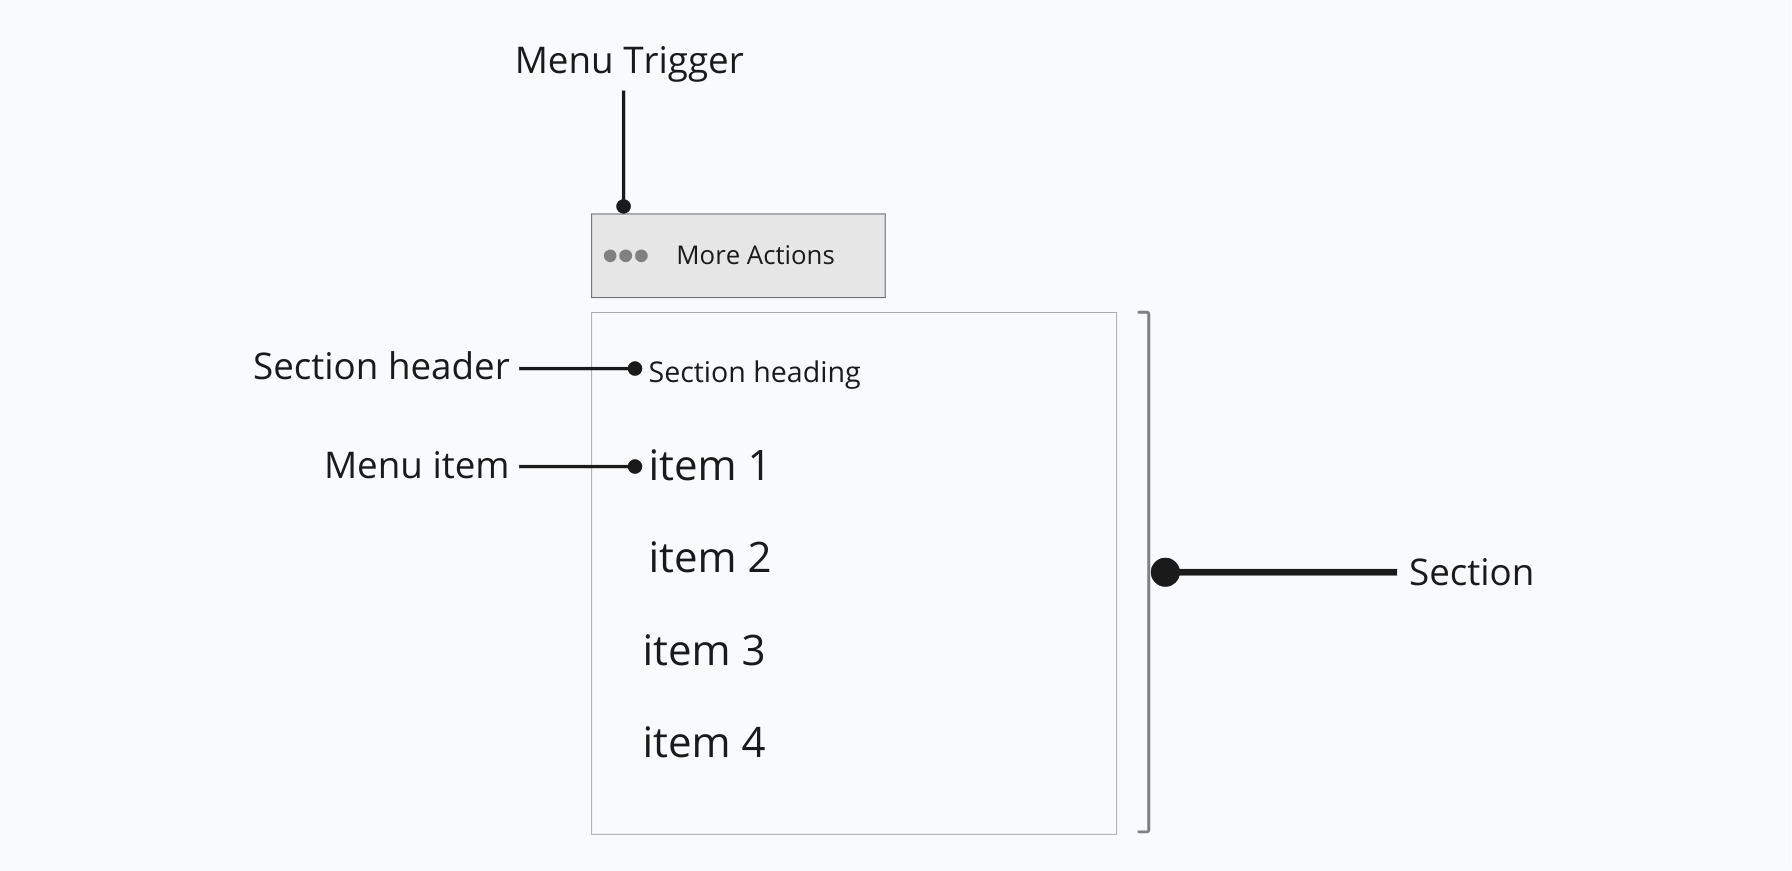 Menu Trigger
More Actions
Section header
Section heading
Menu item
item 1
item 2
Section
item 3
item 4